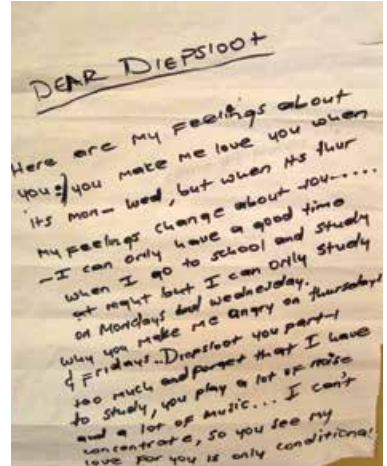 DEAR DIEPSLOOT
Here are my feelings about
you:) you make me love you when
its mon- wed, but when its thur
my feelings change about you.....
- I can only have a good time
when I go to school and study
at night but I can only study
on Mondays and Wednesday.
why you make me angry on thursdays
& Fridays.. Diepsloot you party
too much and forget that I have
to study, you play a lot of noise
and a lot of music... I can't
concentrate, so you see my
love for you is only conditional